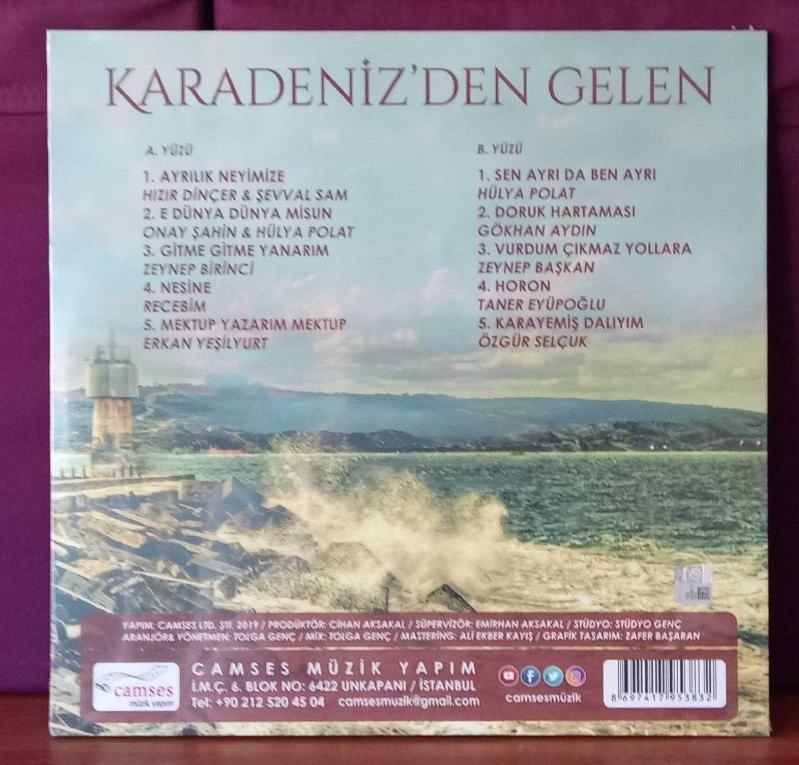 KARADENİZ'DEN GELEN
A. YÜZÜ
1. AYRILIK NEYİMİZE
HIZIR DİNÇER & ŞEVVAL SAM
2. E DÜNYA DÜNYA MISUN
ONAY ŞAHİN & HÜLYA POLAT
3. GİTME GİTME YANARIM
ZEYNEP BİRİNCİ
4. NESİNE
RECEBİM
5. MEKTUP YAZARIM MEKTUP
ERKAN YEŞİLYURT
B. YÜZÜ
1. SEN AYRI DA BEN AYRI
HÜLYA POLAT
2. DORUK HARTAMASI
GÖKHAN AYDIN
3. VURDUM ÇIKMAZ YOLLARA
ZEYNEP BAŞKAN
4. HORON
TANER EYÜPOĞLU
5. KARAYEMİŞ DALIYIM
ÖZGÜR SELÇUK
YAPIM: CAMSES LTD. ŞTİ. 2019 / PRODÜKTÖR: CİHAN AKSAKAL / SÜPERVİZÖR: EMİRHAN AKSAKAL / STÜDYO: STÜDYO GENÇ
ARANJÖR& YÖNETMEN: TOLGA GENÇ / MİX: TOLGA GENÇ / MASTERİNG: ALİ EKBER KAYIŞ / GRAFİK TASARIM: ZAFER BAŞARAN
camses
müzik yapım
CAMSES MÜZİK YAPIM
İ.M.Ç. 6. BLOK NO: 6422 UNKAPANI / İSTANBUL
Tel: +90 212 520 45 04 camsesmuzik@gmail.com
camsesmüzik
8 697417 953832